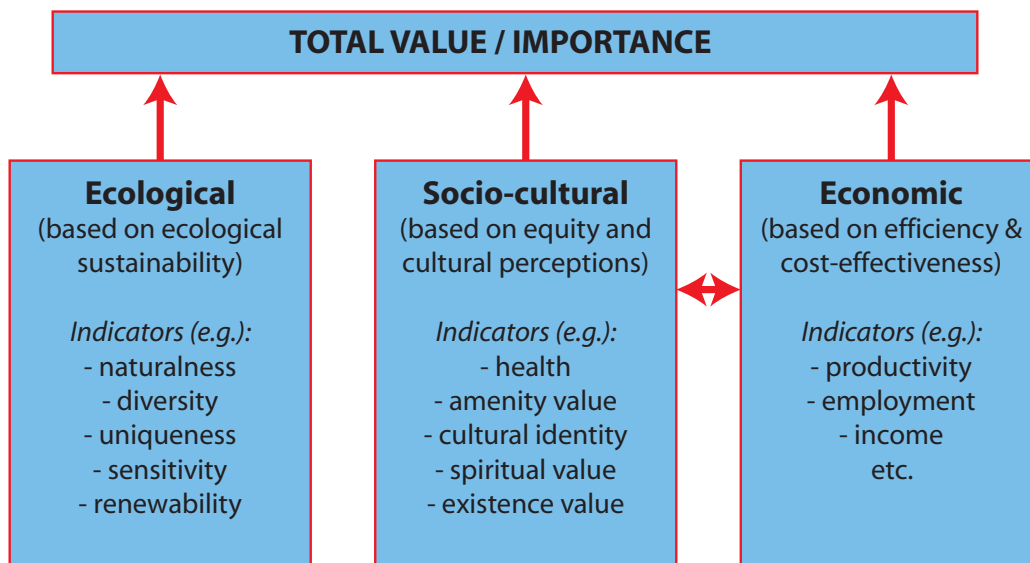 TOTAL VALUE / IMPORTANCE
Ecological
(based on ecological
sustainability)
Indicators (e.g.):
- naturalness
- diversity
- uniqueness
- sensitivity
- renewability
Socio-cultural
(based on equity and
cultural perceptions)
Indicators (e.g.):
- health
- amenity value
- cultural identity
- spiritual value
- existence value
Economic
(based on efficiency &
cost-effectiveness)
Indicators (e.g.):
- productivity
- employment
- income
etc.